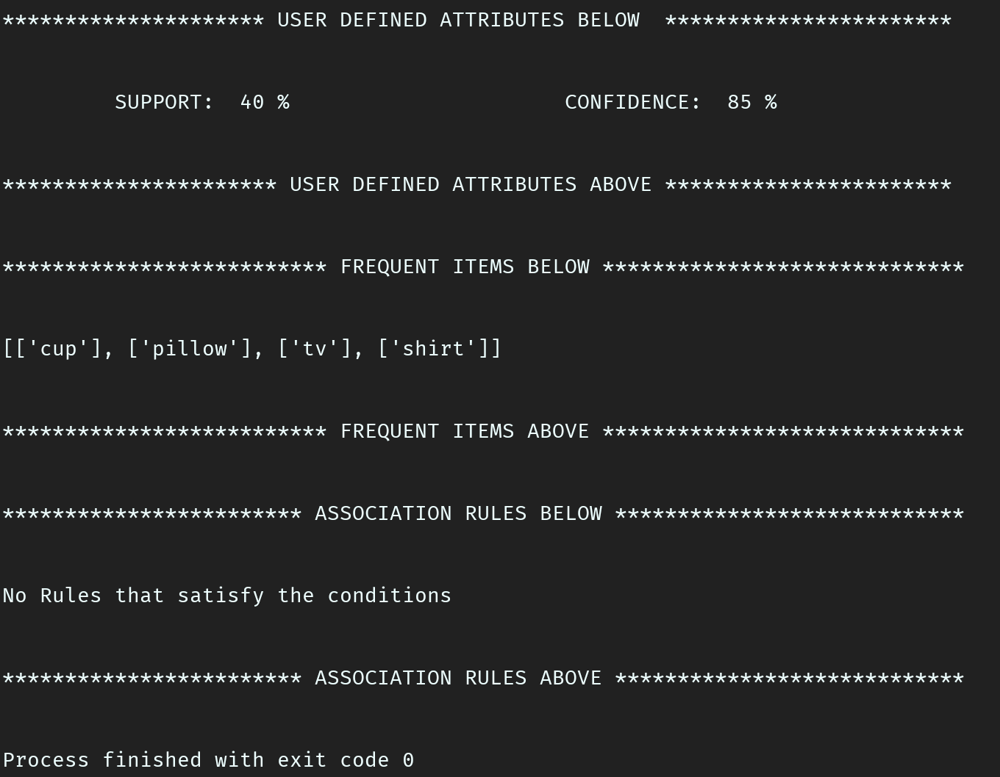 ********************* USER DEFINED ATTRIBUTES BELOW  ***********************
SUPPORT:  40 %                      CONFIDENCE:  85 %
********************** USER DEFINED ATTRIBUTES ABOVE ***********************
************************** FREQUENT ITEMS BELOW *****************************
[['cup'], ['pillow'], ['tv'], ['shirt']]
************************** FREQUENT ITEMS ABOVE *****************************
************************ ASSOCIATION RULES BELOW ****************************
No Rules that satisfy the conditions
************************ ASSOCIATION RULES ABOVE ****************************
Process finished with exit code 0